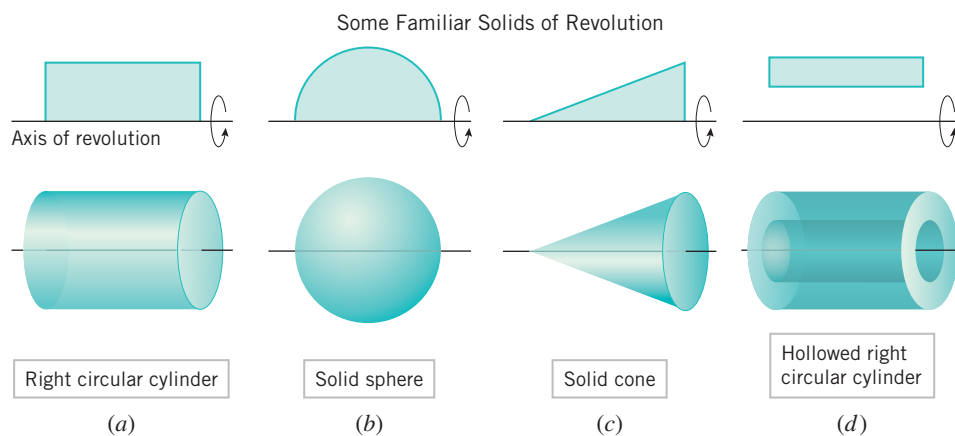 Some Familiar Solids of Revolution
Axis of revolution
Right circular cylinder
Solid sphere
Solid cone
Hollowed right
circular cylinder
(a)
(b)
(c)
(d)